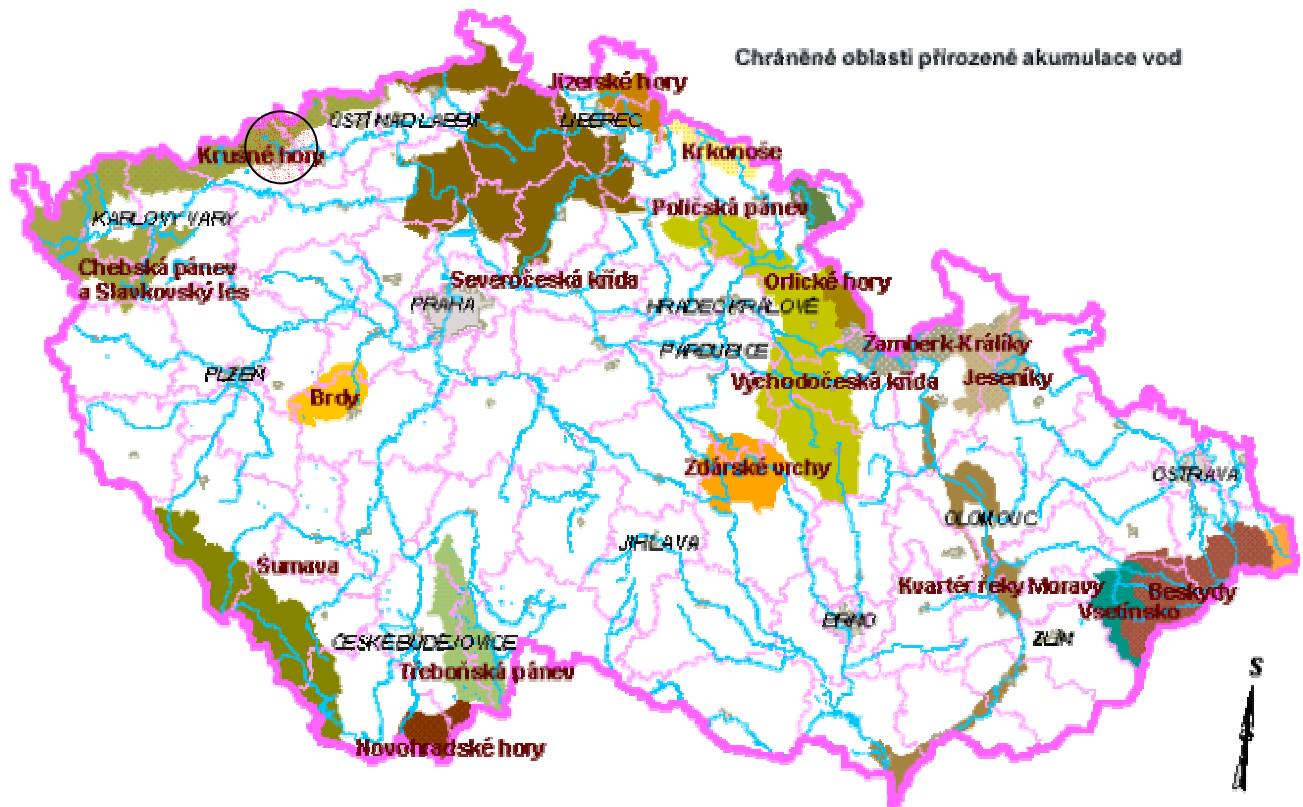 Chráněné oblasti přirozené akumulace vod
Jizerské hory
ÚSTÍ NAD LABEM
LIBEREC
Krušné hory
Krkonoše
Poličská pánev
KARLOVY VARY
Chebská pánev
a Slavkovský les
Severočeská křída
Orlické hory
PRAHA
HRADEC KRÁLOVÉ
Žamberk-Králíky
PARDUBICE
PLZEŇ
Východočeská křída
Jeseníky
Brdy
Žďárské vrchy
OSTRAVA
OLOMOUC
JIHLAVA
Šumava
Kvartér řeky Moravy
Beskydy
Vsetínsko
BRNO
ČESKÉ BUDĚJOVICE
ZLÍN
Třeboňská pánev
S
Novohradské hory